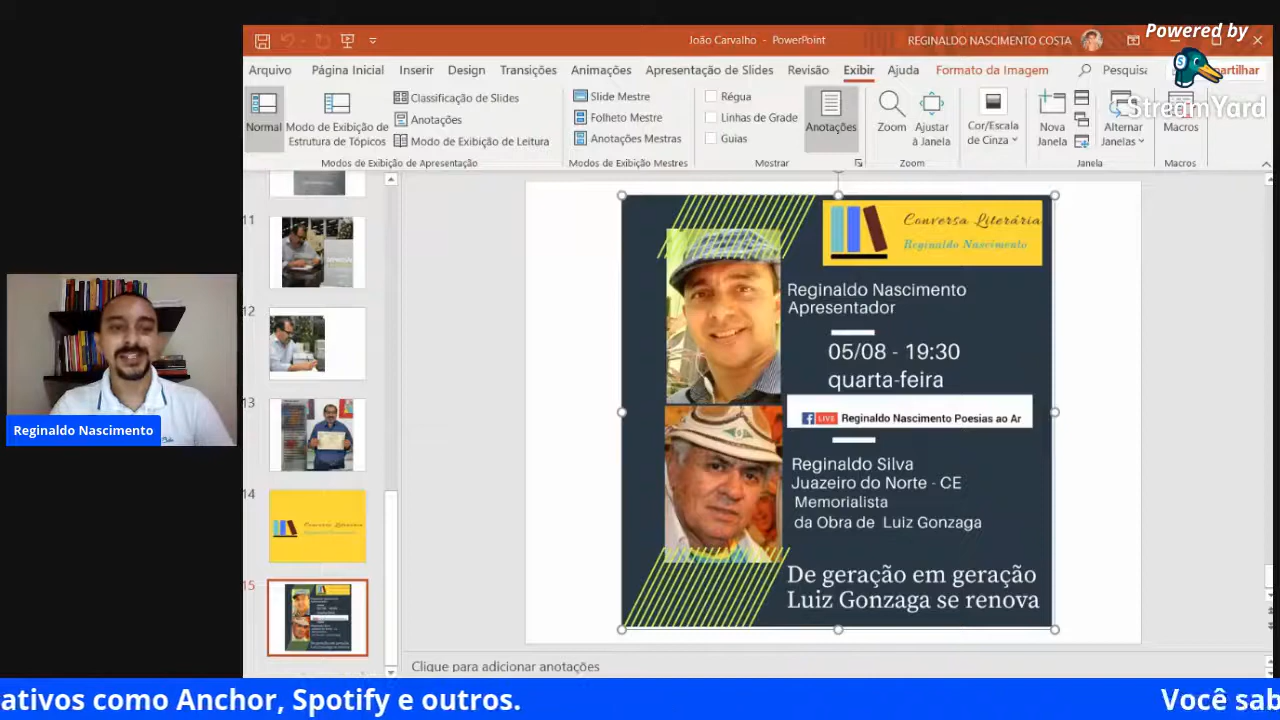 João Carvalho - PowerPoint
REGINALDO NASCIMENTO COSTA
Powered by
StreamYard
Arquivo
Página Inicial
Inserir
Design
Transições
Animações
Apresentação de Slides
Revisão
Exibir
Ajuda
Formato da Imagem
Pesquisa
artilhar
Normal
Modo de Exibição de
Estrutura de Tópicos
Classificação de Slides
Anotações
Modo de Exibição de Leitura
Modos de Exibição de Apresentação
Slide Mestre
Folheto Mestre
Anotações Mestras
Modos de Exibição Mestres
Régua
Linhas de Grade
Guias
Mostrar
Anotações
Zoom
Ajustar
à Janela
Zoom
Cor/Escala
de Cinza
Nova
Janela
Alternar
Janelas
Janela
Macros
Macros
11
12
13
14
15
Conversa Literária
Reginaldo Nascimento
Reginaldo Nascimento
Apresentador
05/08 - 19:30
quarta-feira
LIVE Reginaldo Nascimento Poesias ao Ar
Reginaldo Silva
Juazeiro do Norte - CE
Memorialista
da Obra de Luiz Gonzaga
De geração em geração
Luiz Gonzaga se renova
Reginaldo Nascimento
Clique para adicionar anotações
ativos como Anchor, Spotify e outros.
Você sab